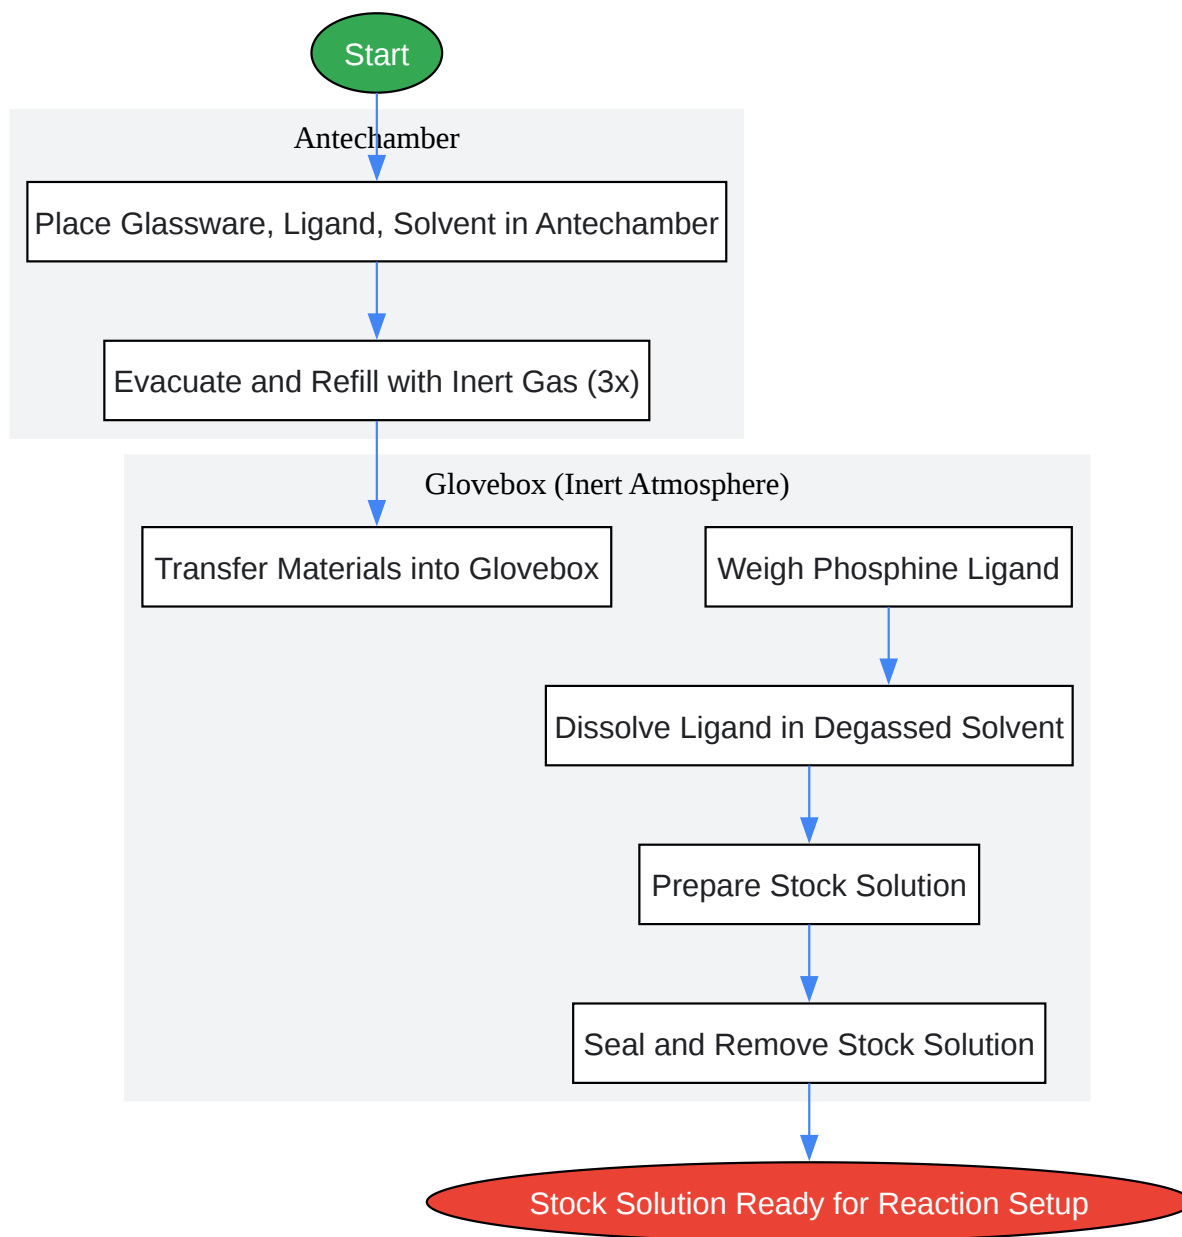 Start
Antechamber
Place Glassware, Ligand, Solvent in Antechamber
Evacuate and Refill with Inert Gas (3x)
Glovebox (Inert Atmosphere)
Transfer Materials into Glovebox
Weigh Phosphine Ligand
Dissolve Ligand in Degassed Solvent
Prepare Stock Solution
Seal and Remove Stock Solution
Stock Solution Ready for Reaction Setup